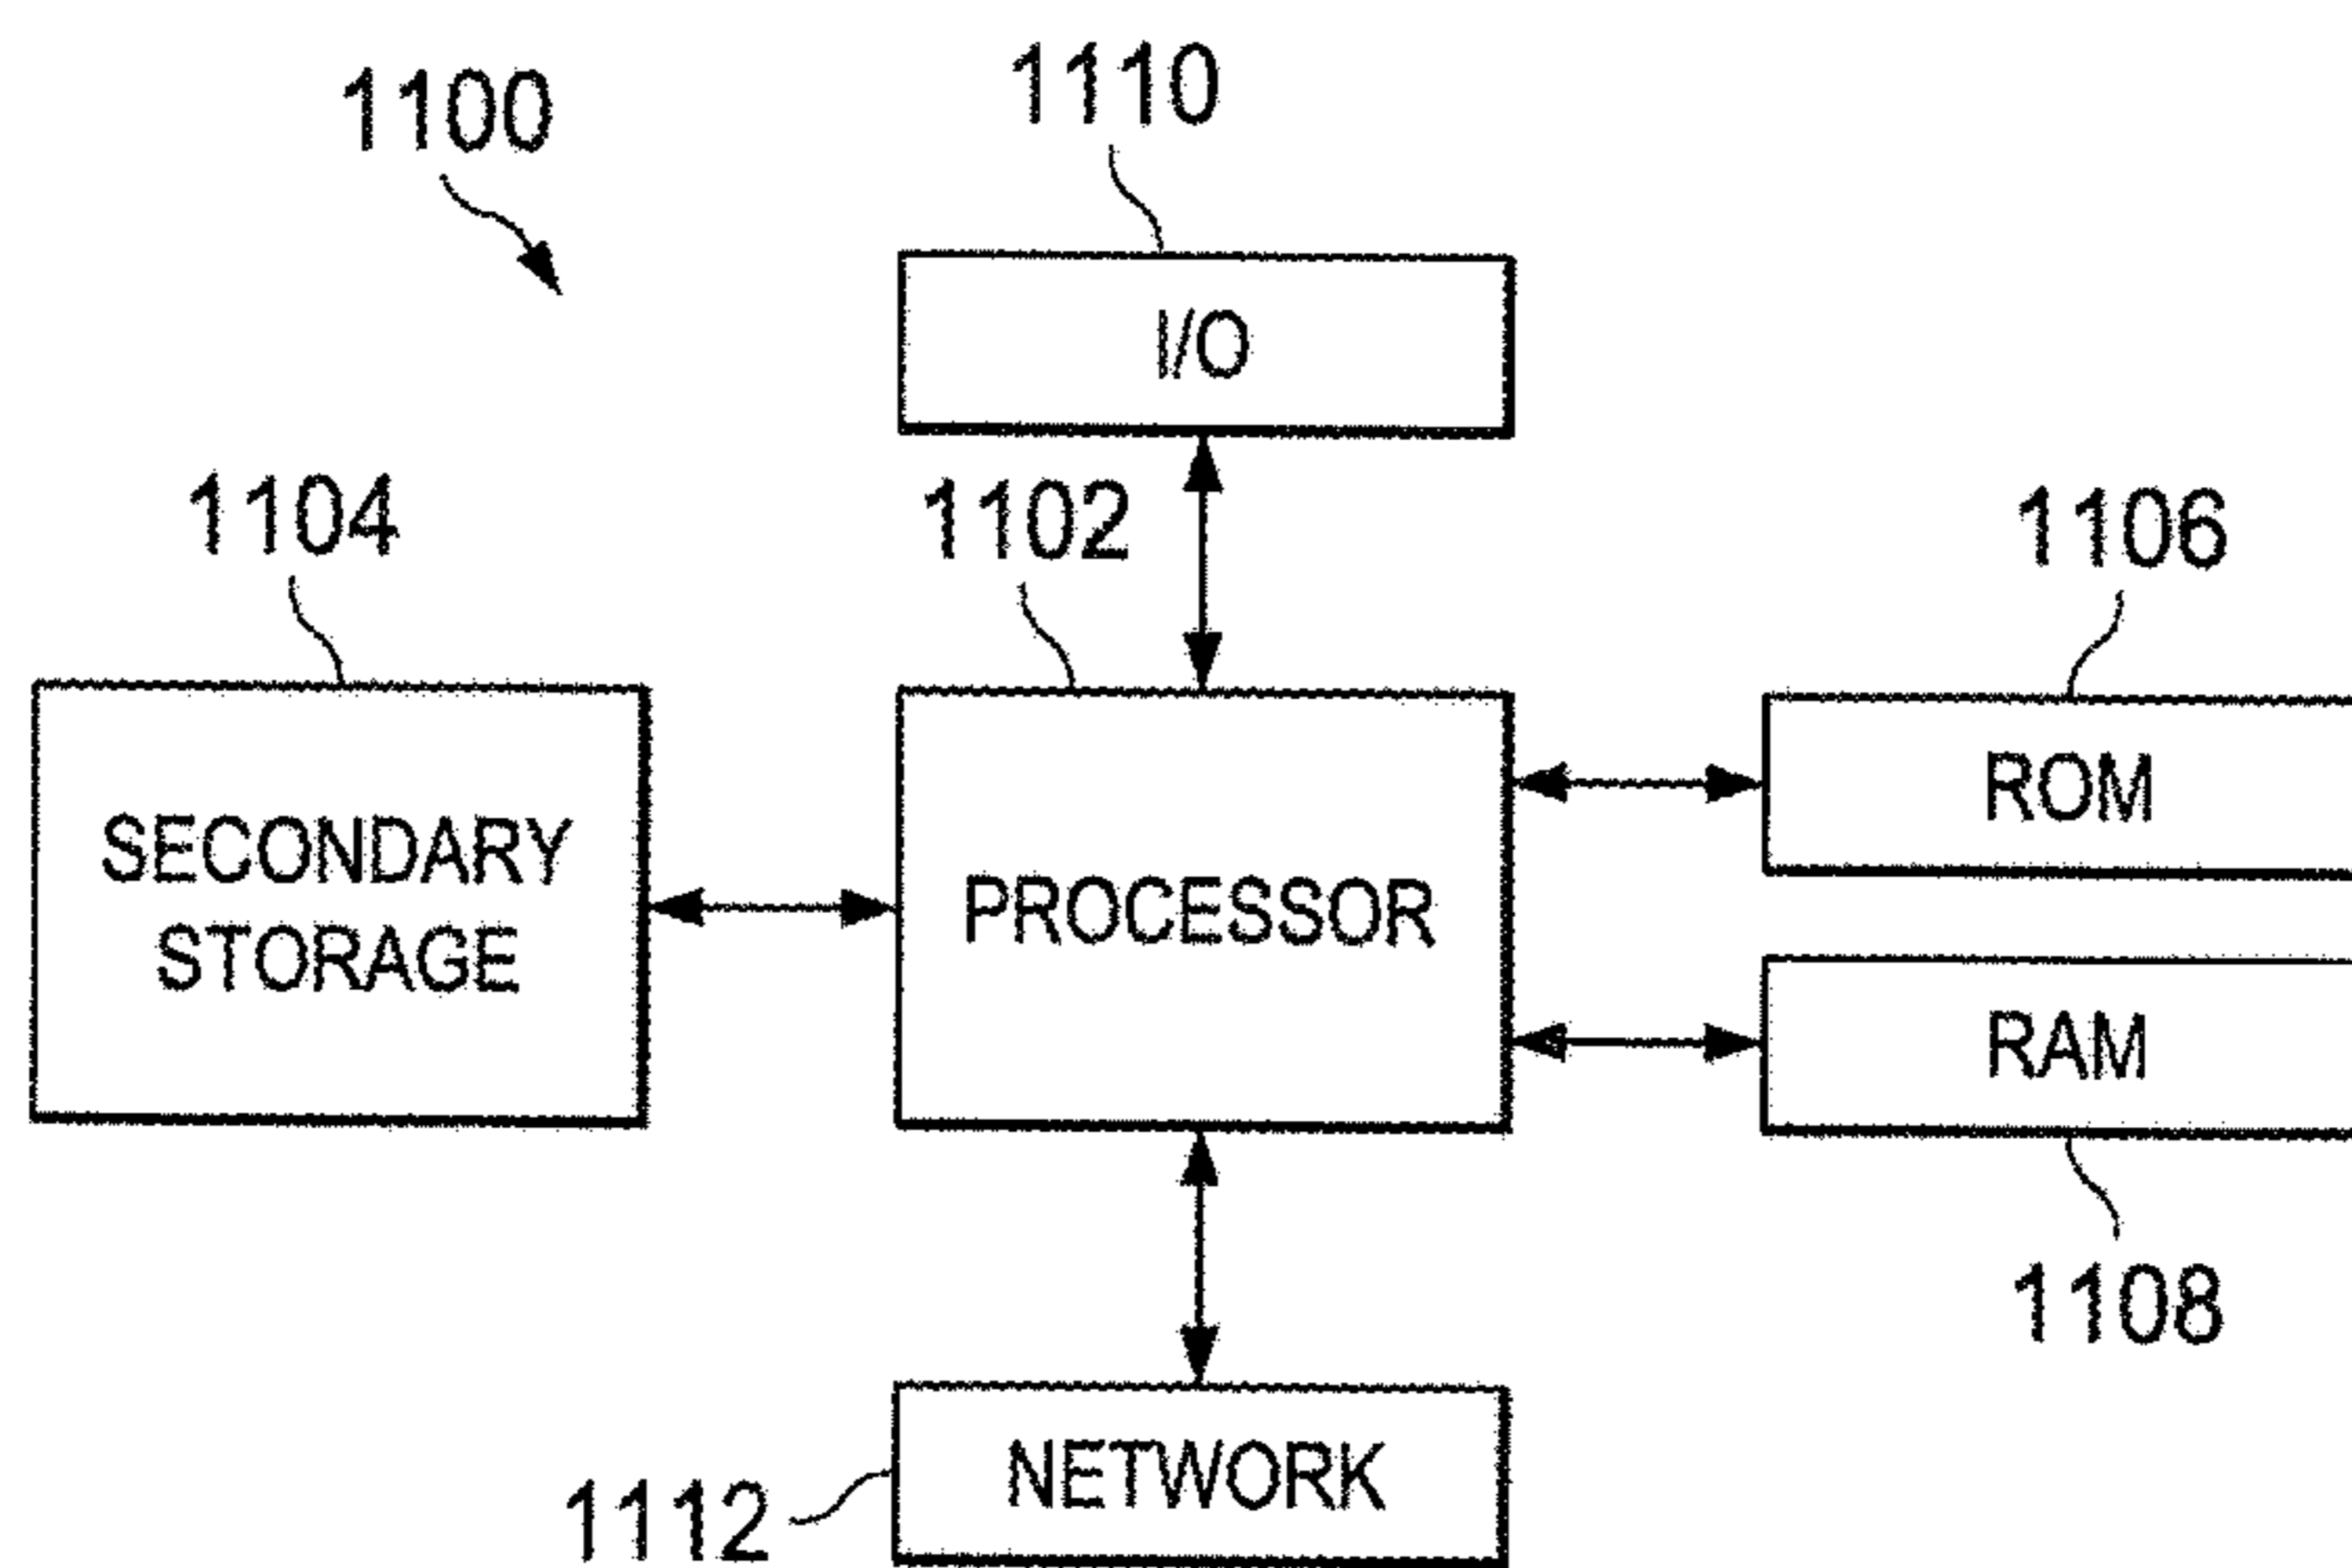 1100
1110
I/O
1104
1102
1106
SECONDARY
STORAGE
PROCESSOR
ROM
RAM
1108
NETWORK
1112